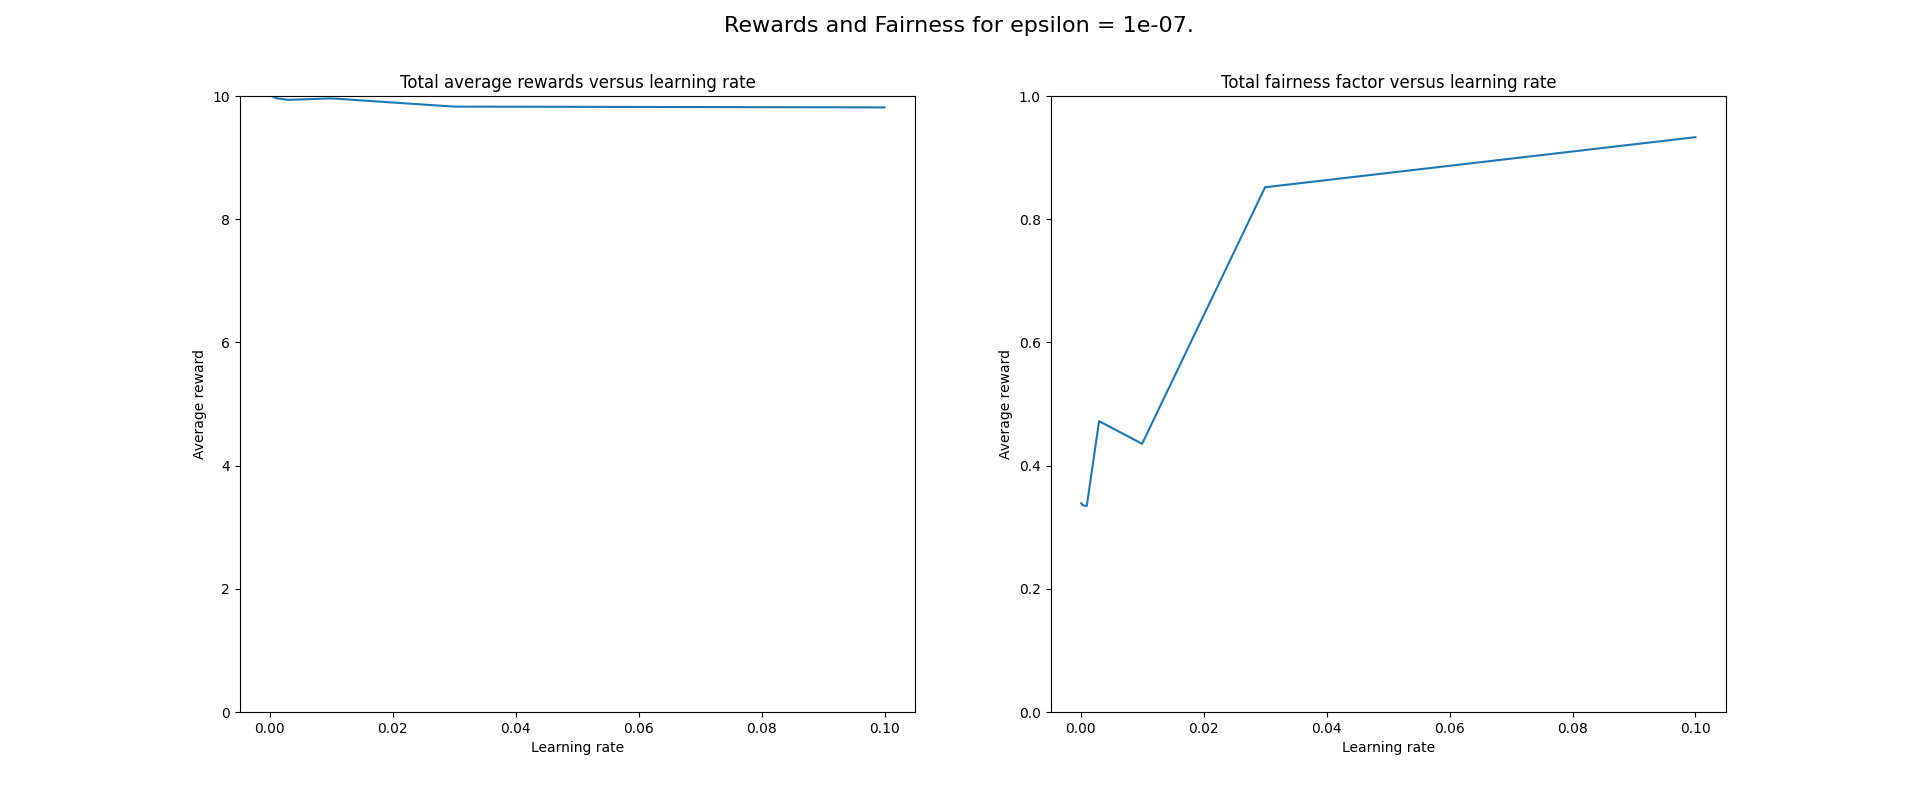 Rewards and Fairness for epsilon = 1e-07.
Total average rewards versus learning rate
10
8
6
4
2
0
Average reward
0.00 0.02 0.04 0.06 0.08 0.10
Learning rate
Total fairness factor versus learning rate
1.0
0.8
0.6
0.4
0.2
0.0
Average reward
0.00 0.02 0.04 0.06 0.08 0.10
Learning rate